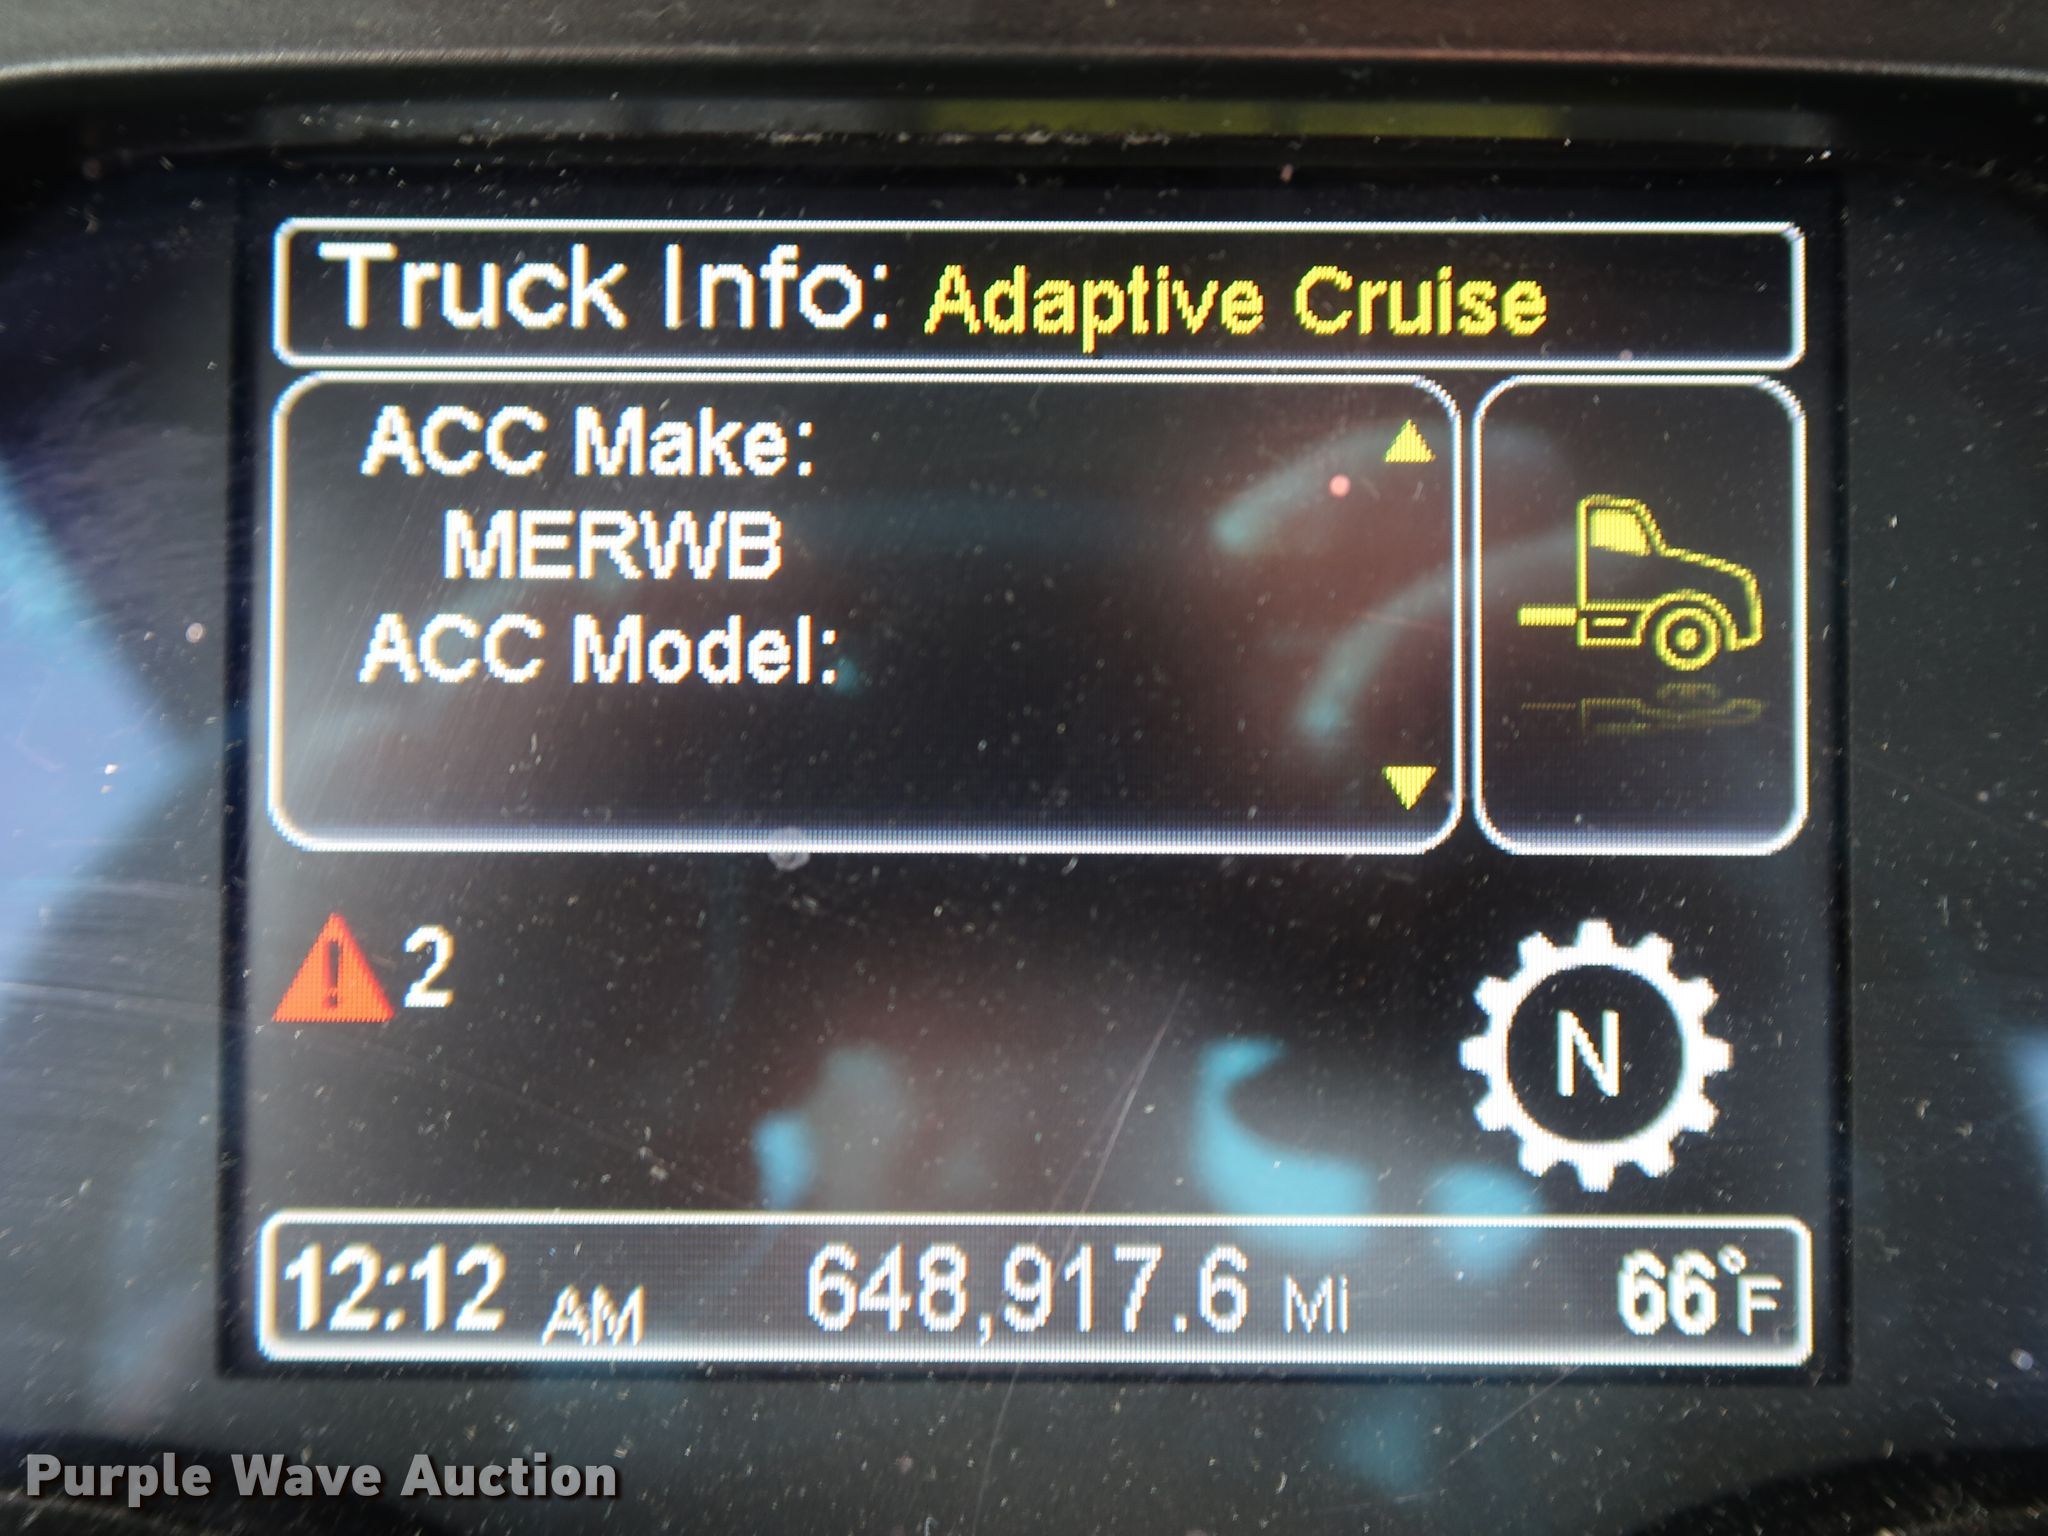 Truck Info: Adaptive Cruise
ACC Make:
MERWB
ACC Model:
2
N
12:12 AM 648,917.6 Mi 66°F
Purple Wave Auction